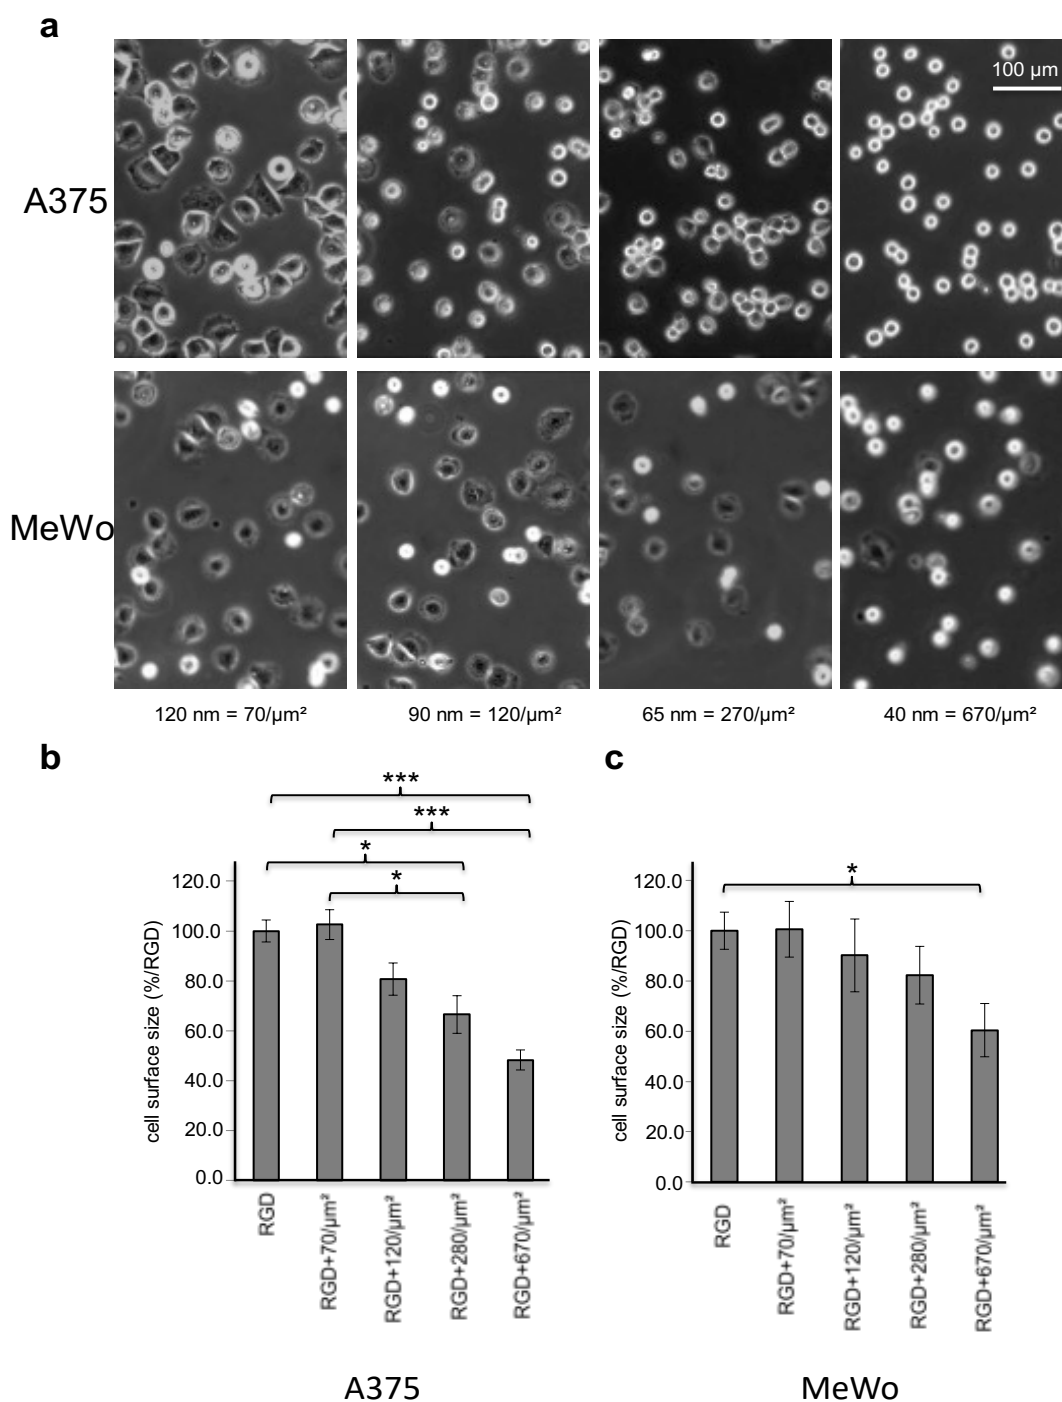 a
100 µm
A375
MeWo
120 nm = 70/µm²
90 nm = 120/µm²
65 nm = 270/µm²
40 nm = 670/µm²
b
***
***
*
*
cell surface size (%/RGD)
120.0
100.0
80.0
60.0
40.0
20.0
0.0
RGD
RGD+70/µm²
RGD+120/µm²
RGD+280/µm²
RGD+670/µm²
A375
c
*
cell surface size (%/RGD)
120.0
100.0
80.0
60.0
40.0
20.0
0.0
RGD
RGD+70/µm²
RGD+120/µm²
RGD+280/µm²
RGD+670/µm²
MeWo